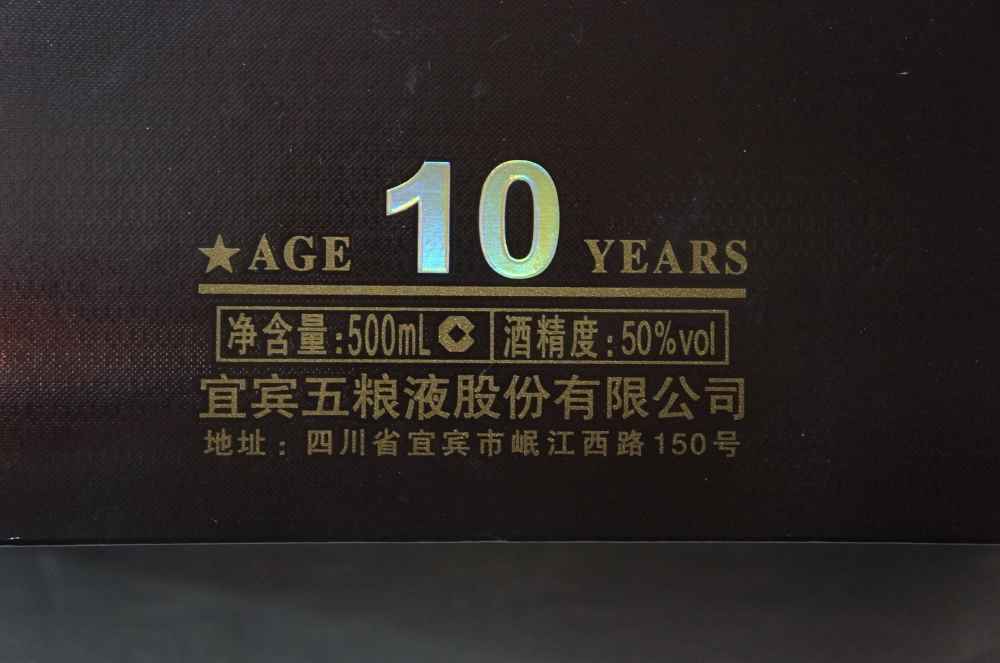 ★AGE 10 YEARS
净含量:500mL 酒精度:50%vol
宜宾五粮液股份有限公司
地址:四川省宜宾市岷江西路150号